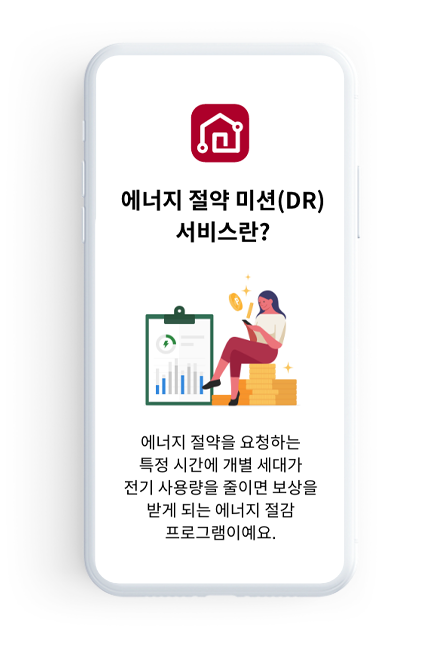 에너지 절약 미션(DR)
서비스란?
에너지 절약을 요청하는
특정 시간에 개별 세대가
전기 사용량을 줄이면 보상을
받게 되는 에너지 절감
프로그램이예요.